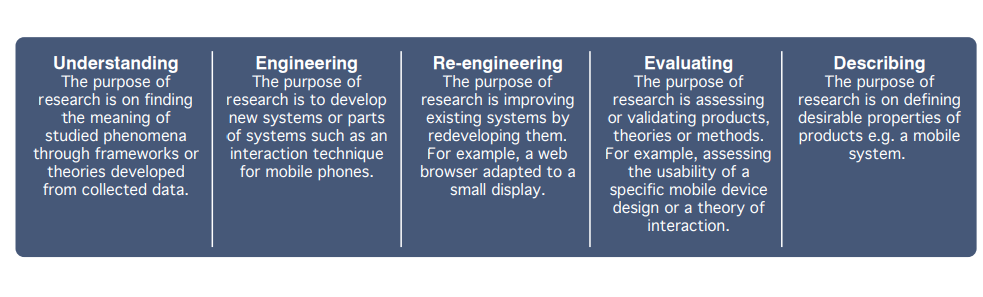 Understanding
The purpose of
research is on finding
the meaning of
studied phenomena
through frameworks or
theories developed
from collected data.
Engineering
The purpose of
research is to develop
new systems or parts
of systems such as an
interaction technique
for mobile phones.
Re-engineering
The purpose of
research is improving
existing systems by
redeveloping them.
For example, a web
browser adapted to a
small display.
Evaluating
The purpose of
research is assessing
or validating products,
theories or methods.
For example, assessing
the usability of a
specific mobile device
design or a theory of
interaction.
Describing
The purpose of
research is on defining
desirable properties of
products e.g. a mobile
system.